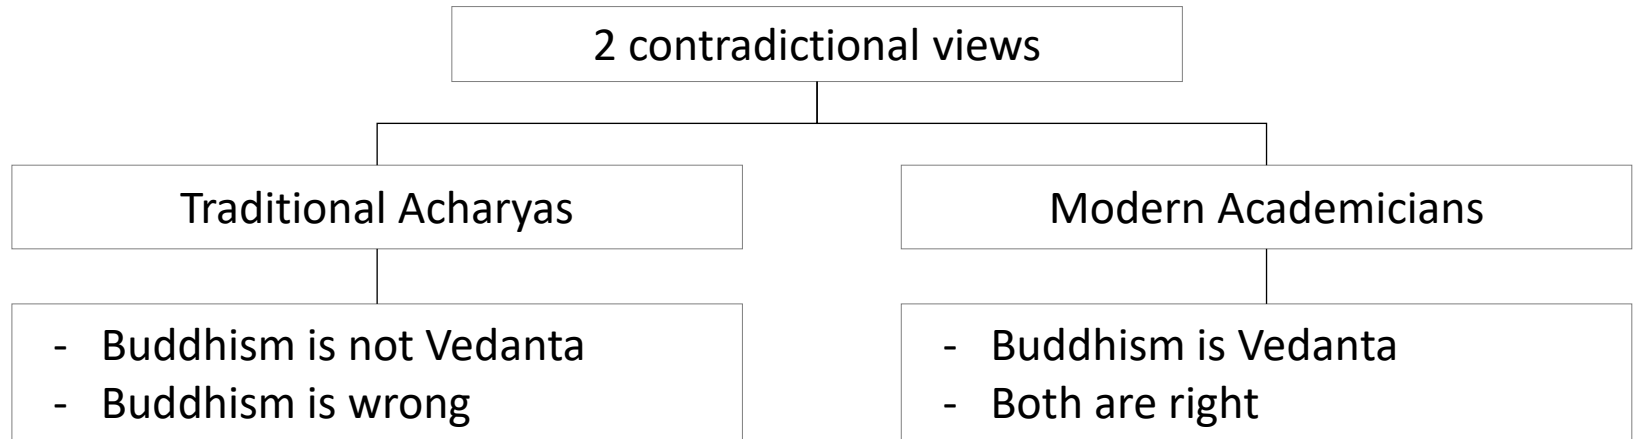 2 contradictional views
Traditional Acharyas
Modern Academicians
- Buddhism is not Vedanta
- Buddhism is wrong
- Buddhism is Vedanta
- Both are right